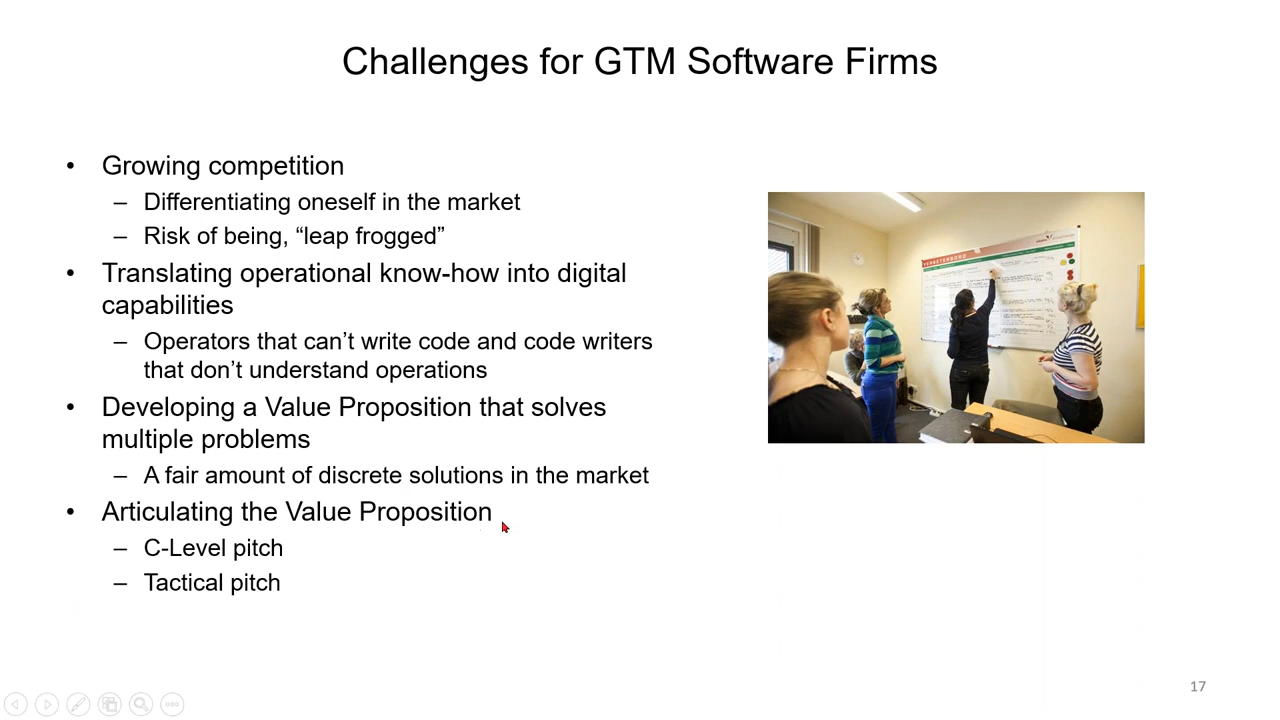 Challenges for GTM Software Firms
• Growing competition
– Differentiating oneself in the market
– Risk of being, “leap frogged”
• Translating operational know-how into digital
capabilities
– Operators that can’t write code and code writers
that don’t understand operations
• Developing a Value Proposition that solves
multiple problems
– A fair amount of discrete solutions in the market
• Articulating the Value Proposition
– C-Level pitch
– Tactical pitch
VERBETERBORD
17